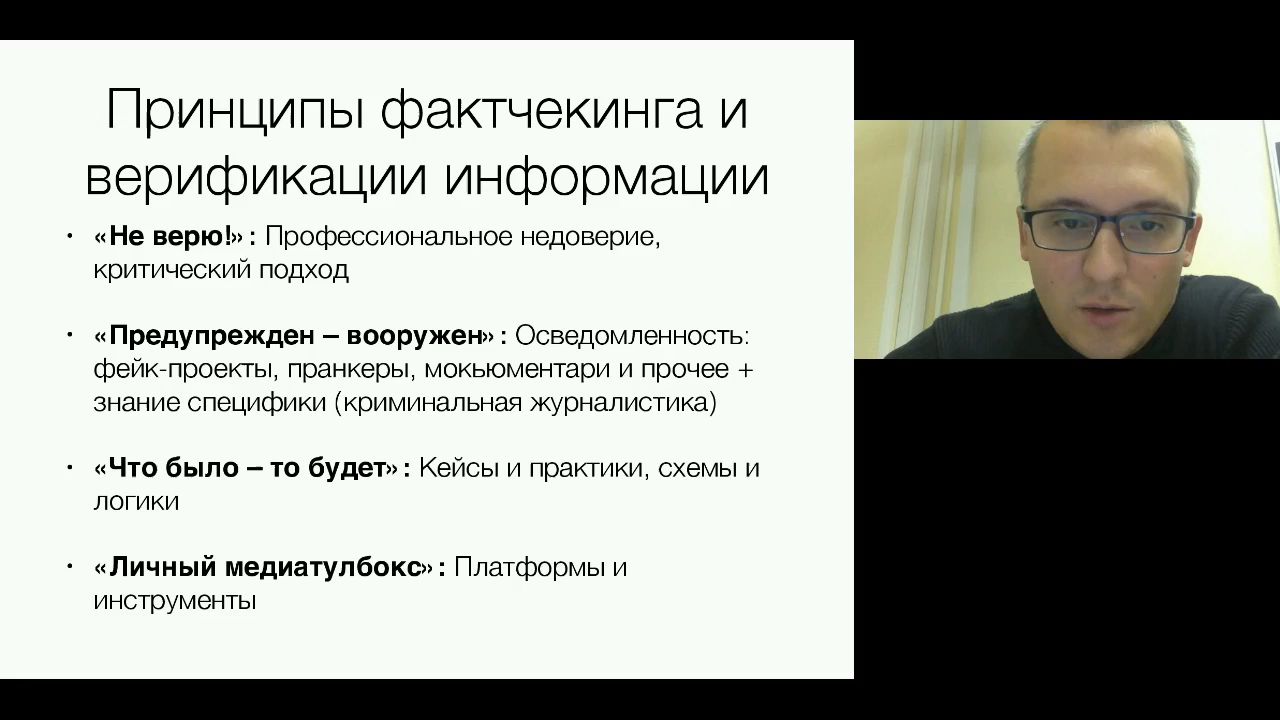 Принципы фактчекинга и
верификации информации
• «Не верю!» : Профессиональное недоверие,
критический подход
• «Предупрежден – вооружен» : Осведомленность:
фейк-проекты, пранкеры, мокьюментари и прочее +
знание специфики (криминальная журналистика)
• «Что было – то будет» : Кейсы и практики, схемы и
логики
• «Личный медиатулбокс» : Платформы и
инструменты